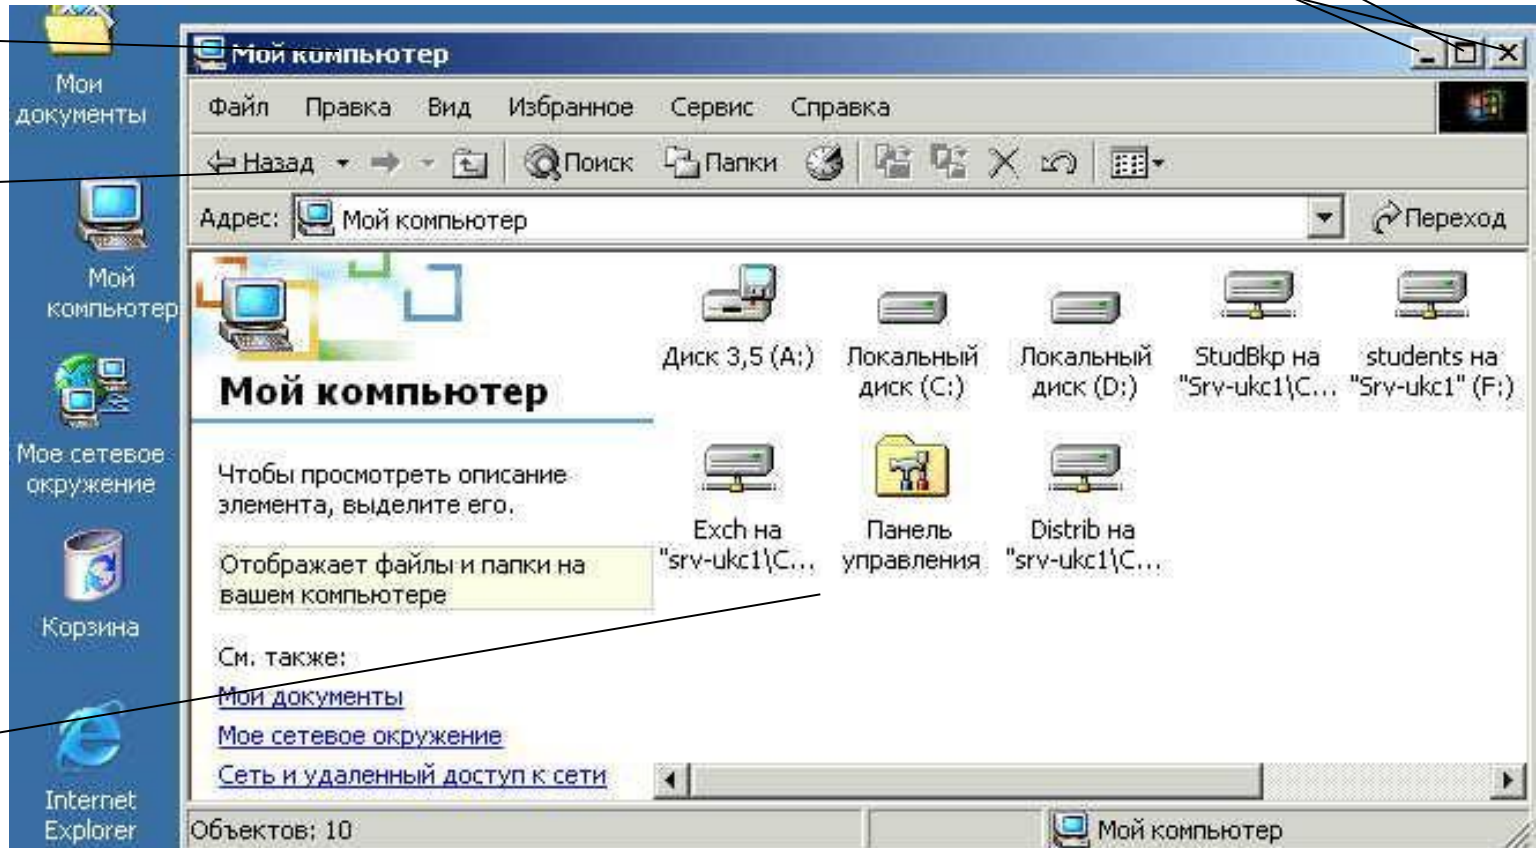 Мои
документы
Мой
компьютер
Мое сетевое
окружение
Корзина
Internet
Explorer
Мой компьютер
Файл Правка Вид Избранное Сервис Справка
Назад Поиск Папки
Адрес: Мой компьютер Переход
Мой компьютер
Чтобы просмотреть описание
элемента, выделите его.
Отображает файлы и папки на
вашем компьютере
См. также:
Мои документы
Мое сетевое окружение
Сеть и удаленный доступ к сети
Диск 3,5 (A:)
Локальный
диск (C:)
Локальный
диск (D:)
StudBkp на
"Srv-ukc1\C...
students на
"Srv-ukc1" (F:)
Exch на
"srv-ukc1\C...
Панель
управления
Distrib на
"srv-ukc1\C...
Объектов: 10 Мой компьютер